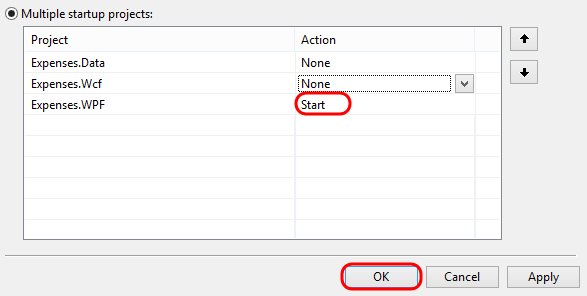 Multiple startup projects:
Project Action
Expenses.Data None
Expenses.Wcf None
Expenses.WPF Start
OK Cancel Apply